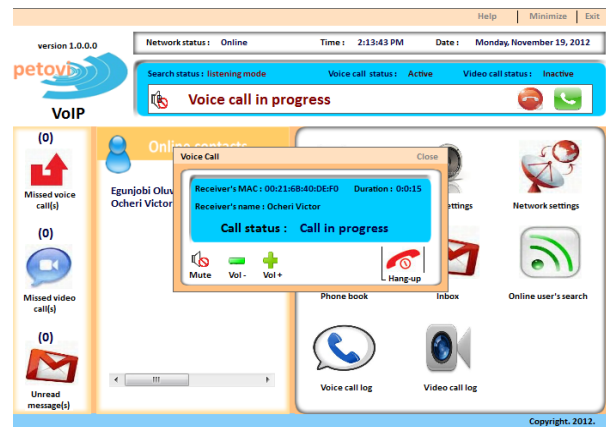 Help | Minimize | Exit
version 1.0.0.0
Network status : Online Time : 2:13:43 PM Date : Monday, November 19, 2012
petovio
VoIP
Search status : listening mode Voice call status : Active Video call status : Inactive
Voice call in progress
(0)
Missed voice
call(s)
(0)
Missed video
call(s)
(0)
Unread
message(s)
Online contacts
Egunjobi Oluw
Ocheri Victor
Voice Call Close
Receiver's MAC : 00:21:6B:40:DE:F0 Duration : 0:0:15
Receiver's name : Ocheri Victor
Call status : Call in progress
Mute Vol - Vol + Hang-up
ettings
Network settings
Phone book
Inbox
Online user's search
Voice call log
Video call log
Copyright. 2012.